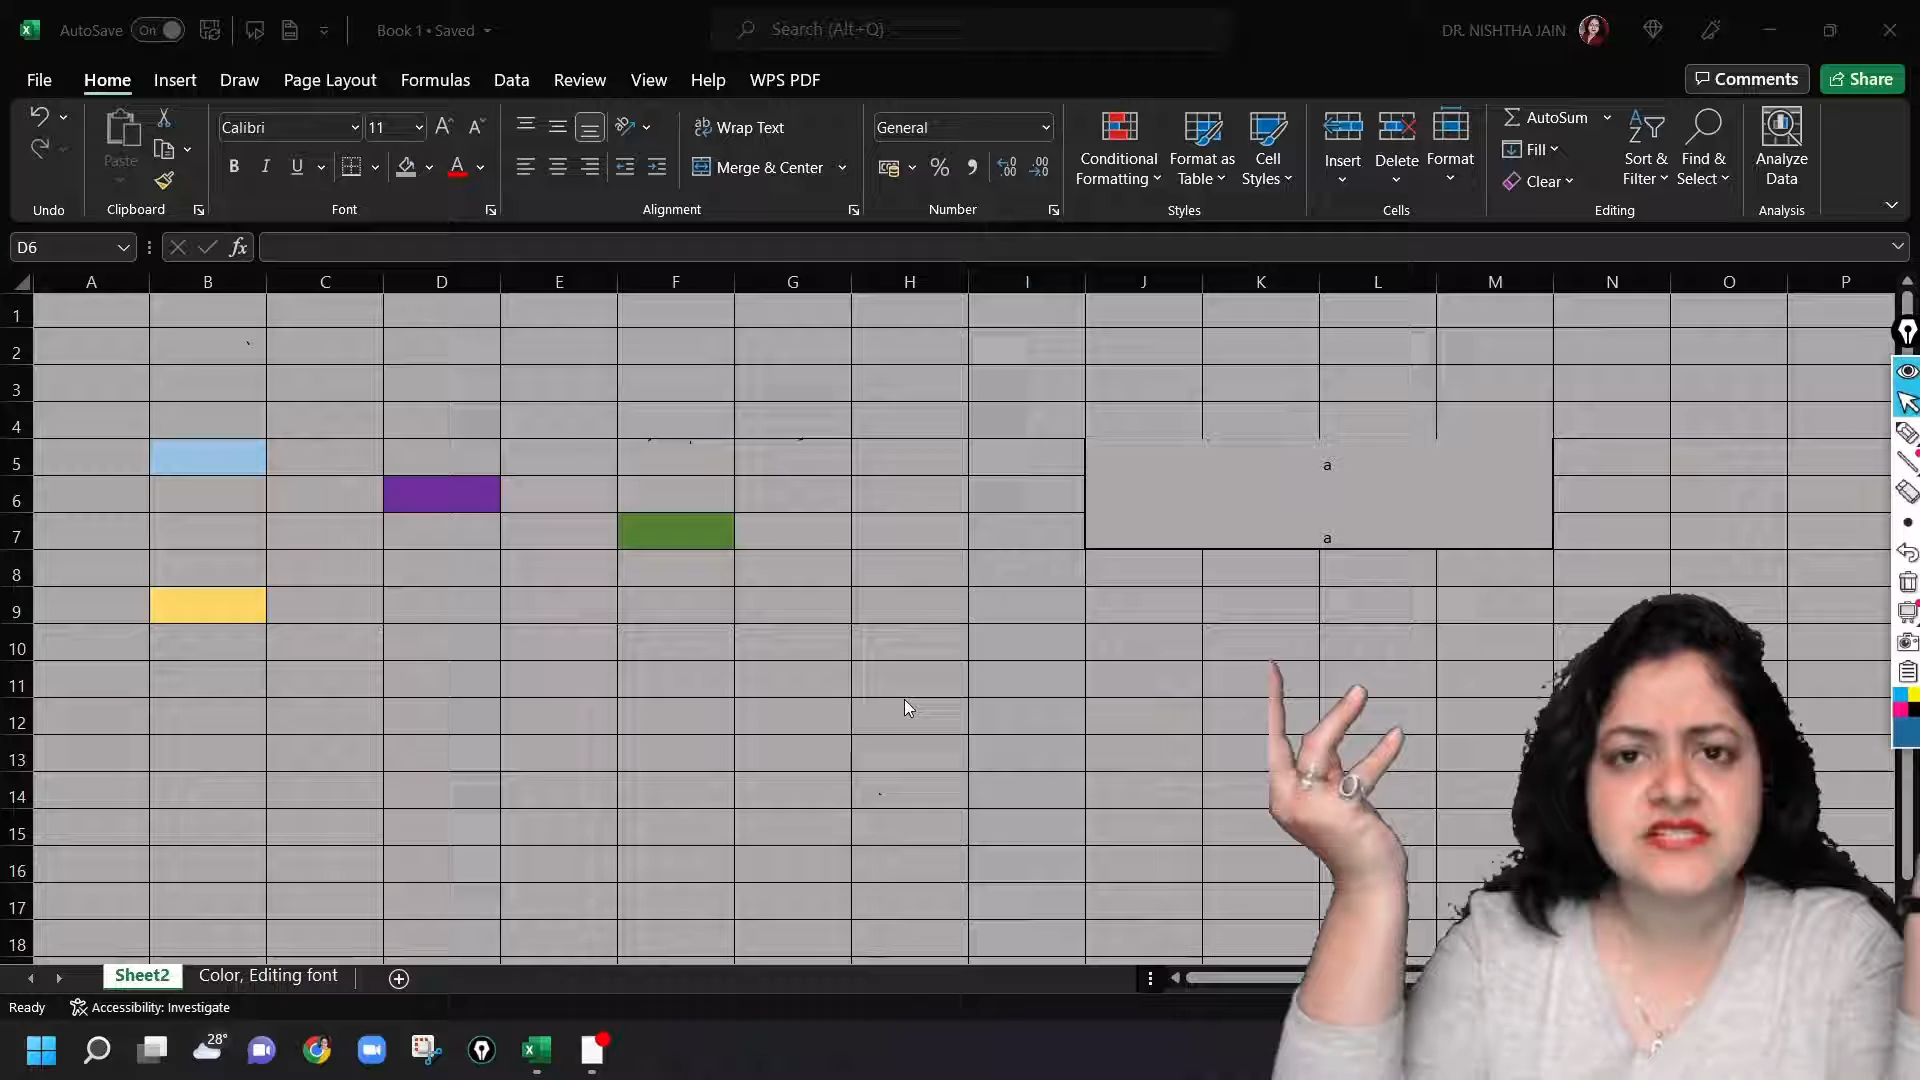 AutoSave On Book 1 • Saved Search (Alt+Q) DR. NISHTHA JAIN
File Home Insert Draw Page Layout Formulas Data Review View Help WPS PDF Comments Share
Calibri 11 Wrap Text General AutoSum
Paste B I U Merge & Center % Conditional Formatting Format as Table Cell Styles Insert Delete Format Fill Clear Sort & Filter Find & Select Analyze Data
Undo Clipboard Font Alignment Number Styles Cells Editing Analysis
D6 fx
A B C D E F G H I J K L M N O P
1
2
3
4
5 a
6
7 a
8
9
10
11
12
13
14
15
16
17
18
Sheet2 Color, Editing font
Ready Accessibility: Investigate
28°